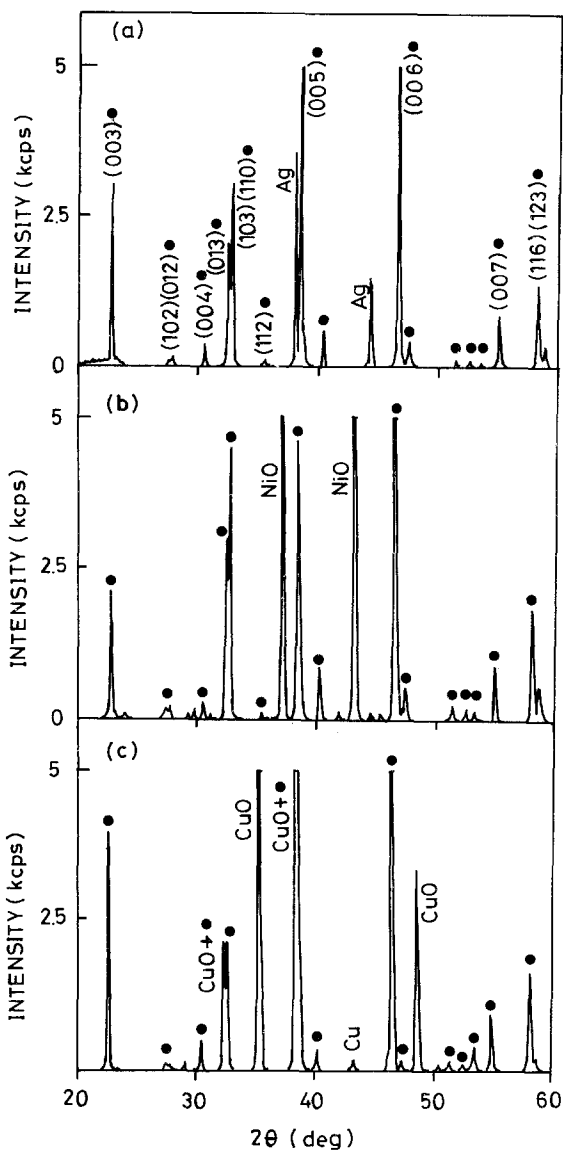 (a)
INTENSITY (kcps)
5
2.5
0
(003)
(102)(012)
(004)
(013)
(103)(110)
(112)
Ag
(005)
Ag
(006)
(007)
(116)(123)
(b)
INTENSITY (kcps)
5
2.5
0
NiO
NiO
(c)
INTENSITY (kcps)
5
2.5
0
CuO+
CuO
CuO+
Cu
CuO
20
30
40
50
60
2θ (deg)